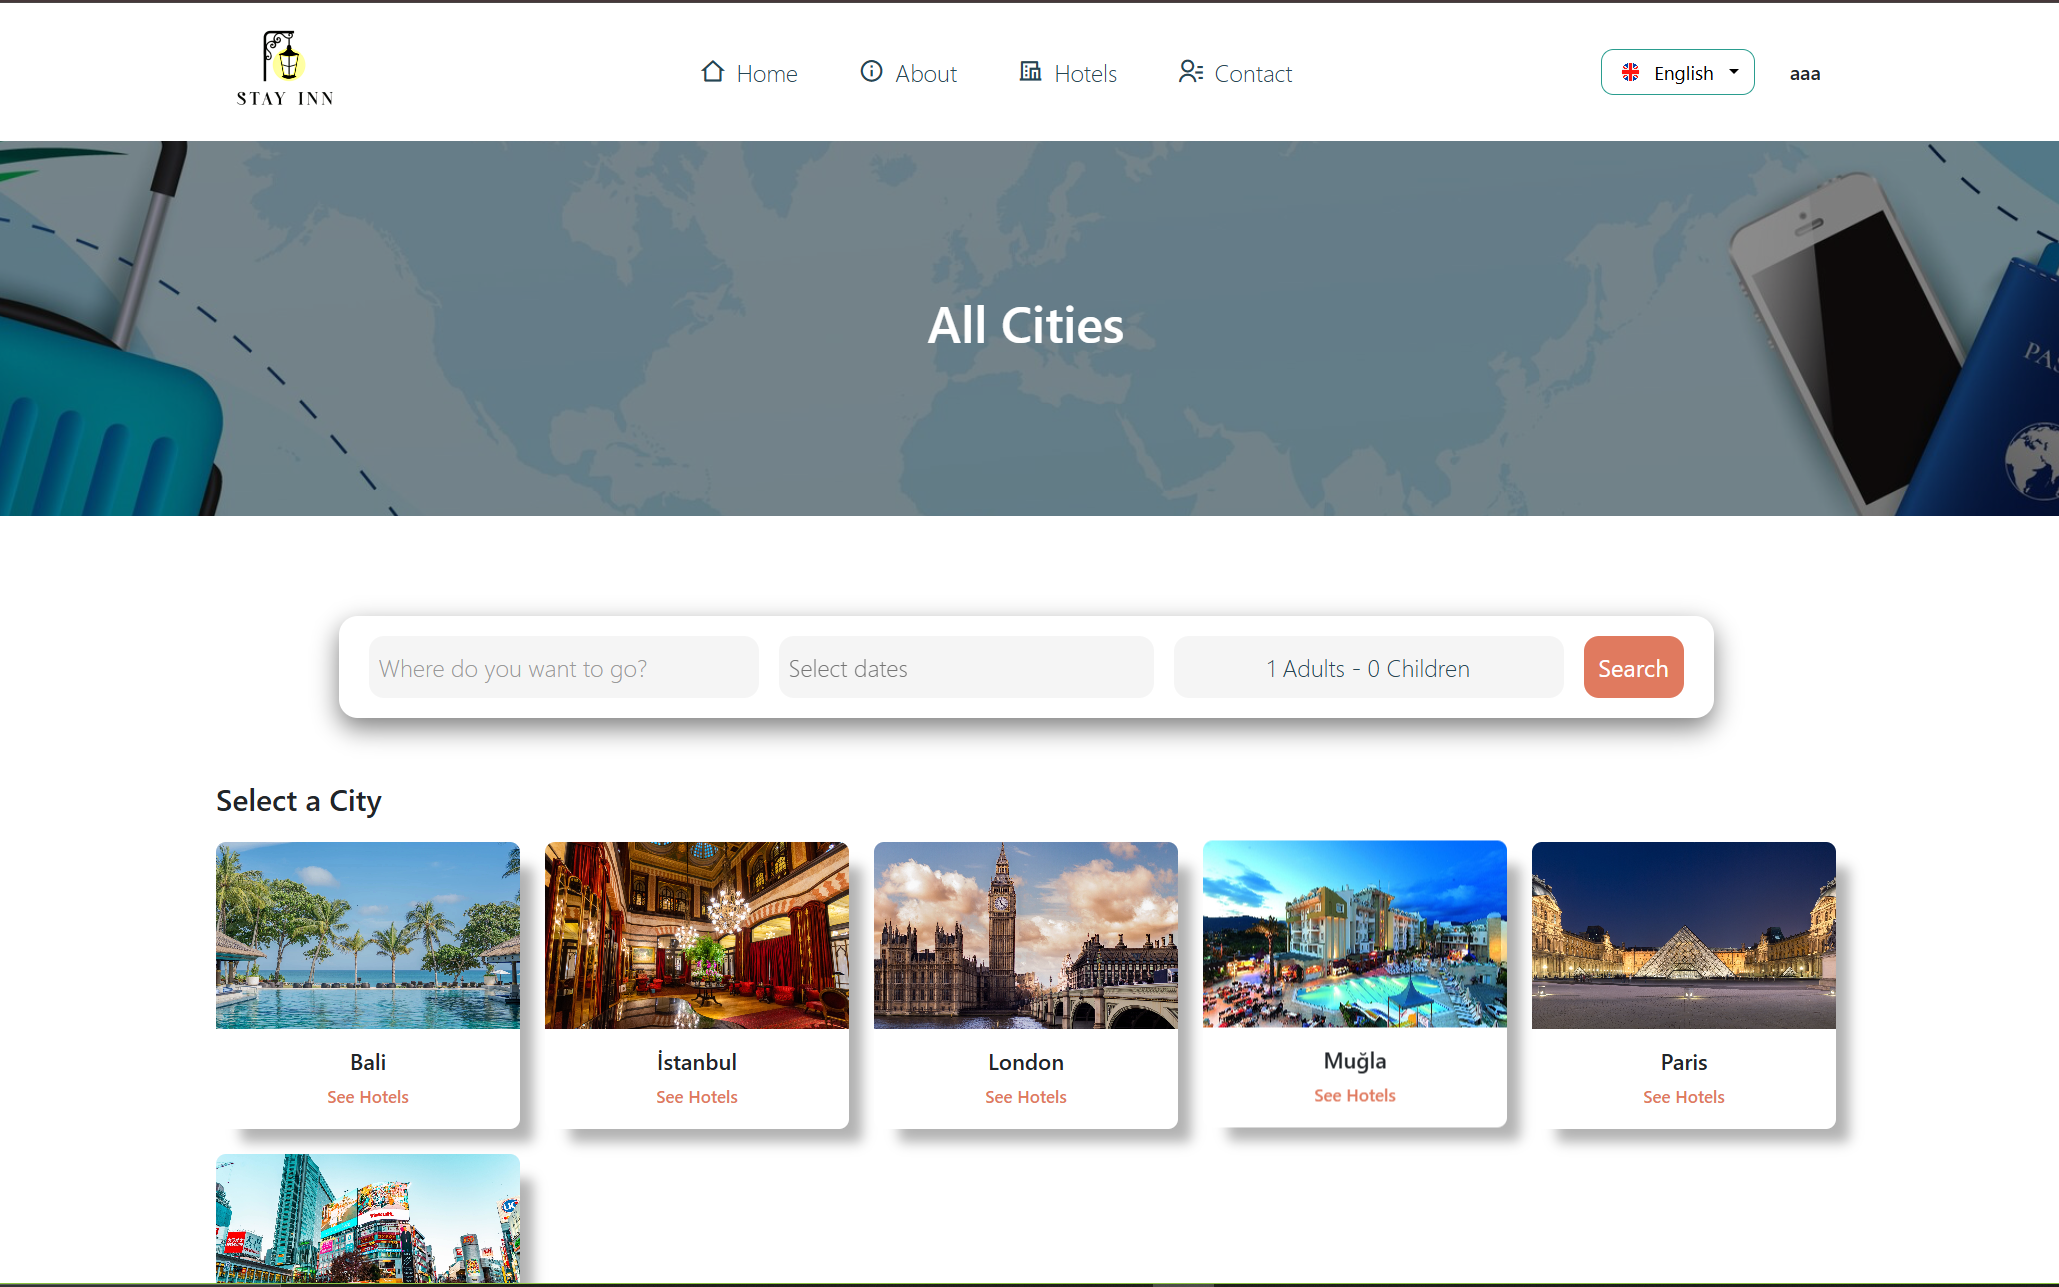 STAY INN
Home
About
Hotels
Contact
English
aaa
All Cities
PAS
Where do you want to go?
Select dates
1 Adults - 0 Children
Search
Select a City
Bali
See Hotels
İstanbul
See Hotels
London
See Hotels
Muğla
See Hotels
Paris
See Hotels